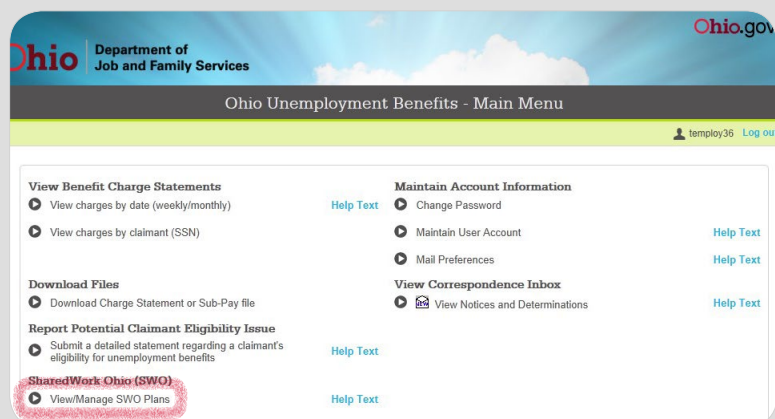 Ohio.gov
Ohio Department of
Job and Family Services
Ohio Unemployment Benefits - Main Menu
temploy36 Log ou
View Benefit Charge Statements
View charges by date (weekly/monthly) Help Text
View charges by claimant (SSN)
Download Files
Download Charge Statement or Sub-Pay file
Report Potential Claimant Eligibility Issue
Submit a detailed statement regarding a claimant's
eligibility for unemployment benefits Help Text
SharedWork Ohio (SWO)
View/Manage SWO Plans Help Text
Maintain Account Information
Change Password
Maintain User Account Help Text
Mail Preferences Help Text
View Correspondence Inbox
View Notices and Determinations Help Text